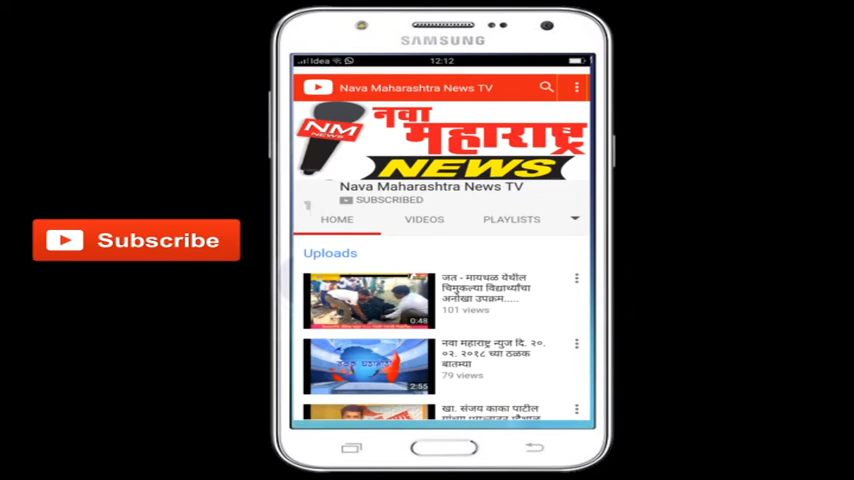 SAMSUNG
Idea
12:12
Nava Maharashtra News TV
नवा
महाराष्ट्र
NM
NEWS
NEWS
Nava Maharashtra News TV
SUBSCRIBED
HOME VIDEOS PLAYLISTS
Subscribe
Uploads
जत - मायथळ येथील
चिमुकल्या विद्यार्थ्यांचा
अनोखा उपक्रम.....
101 views
0:48
नवा महाराष्ट्र न्युज दि. २०.
०२. २०१८ च्या ठळक
बातम्या
79 views
2:55
खा. संजय काका पाटील